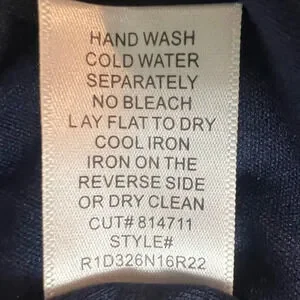 HAND WASH
COLD WATER
SEPARATELY
NO BLEACH
LAY FLAT TO DRY
COOL IRON
IRON ON THE
REVERSE SIDE
OR DRY CLEAN
CUT# 814711
STYLE#
R1D326N16R22